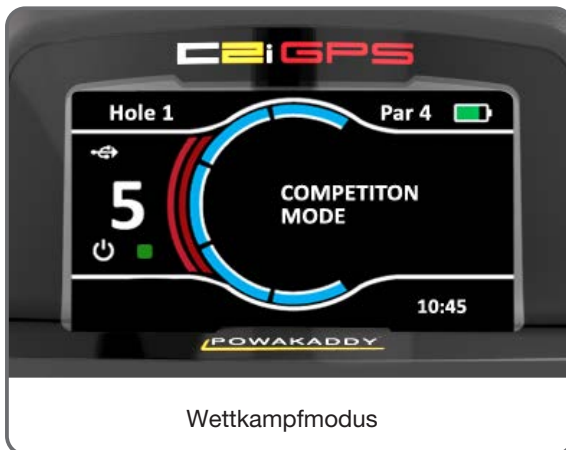 C2i GPS
Hole 1
Par 4
5
COMPETITON
MODE
10:45
POWAKADDY
Wettkampfmodus